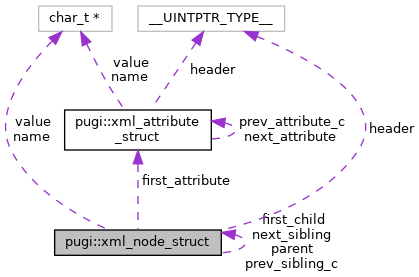 char_t *
__UINTPTR_TYPE__
value
name
header
pugi::xml_attribute
_struct
prev_attribute_c
next_attribute
value
name
header
first_attribute
pugi::xml_node_struct
first_child
next_sibling
parent
prev_sibling_c